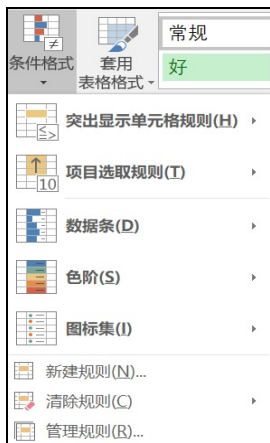 条件格式
套用
表格格式
常规
好
突出显示单元格规则(H)
≤>
项目选取规则(T)
10
数据条(D)
色阶(S)
图标集(I)
新建规则(N)...
清除规则(C)
管理规则(R)...